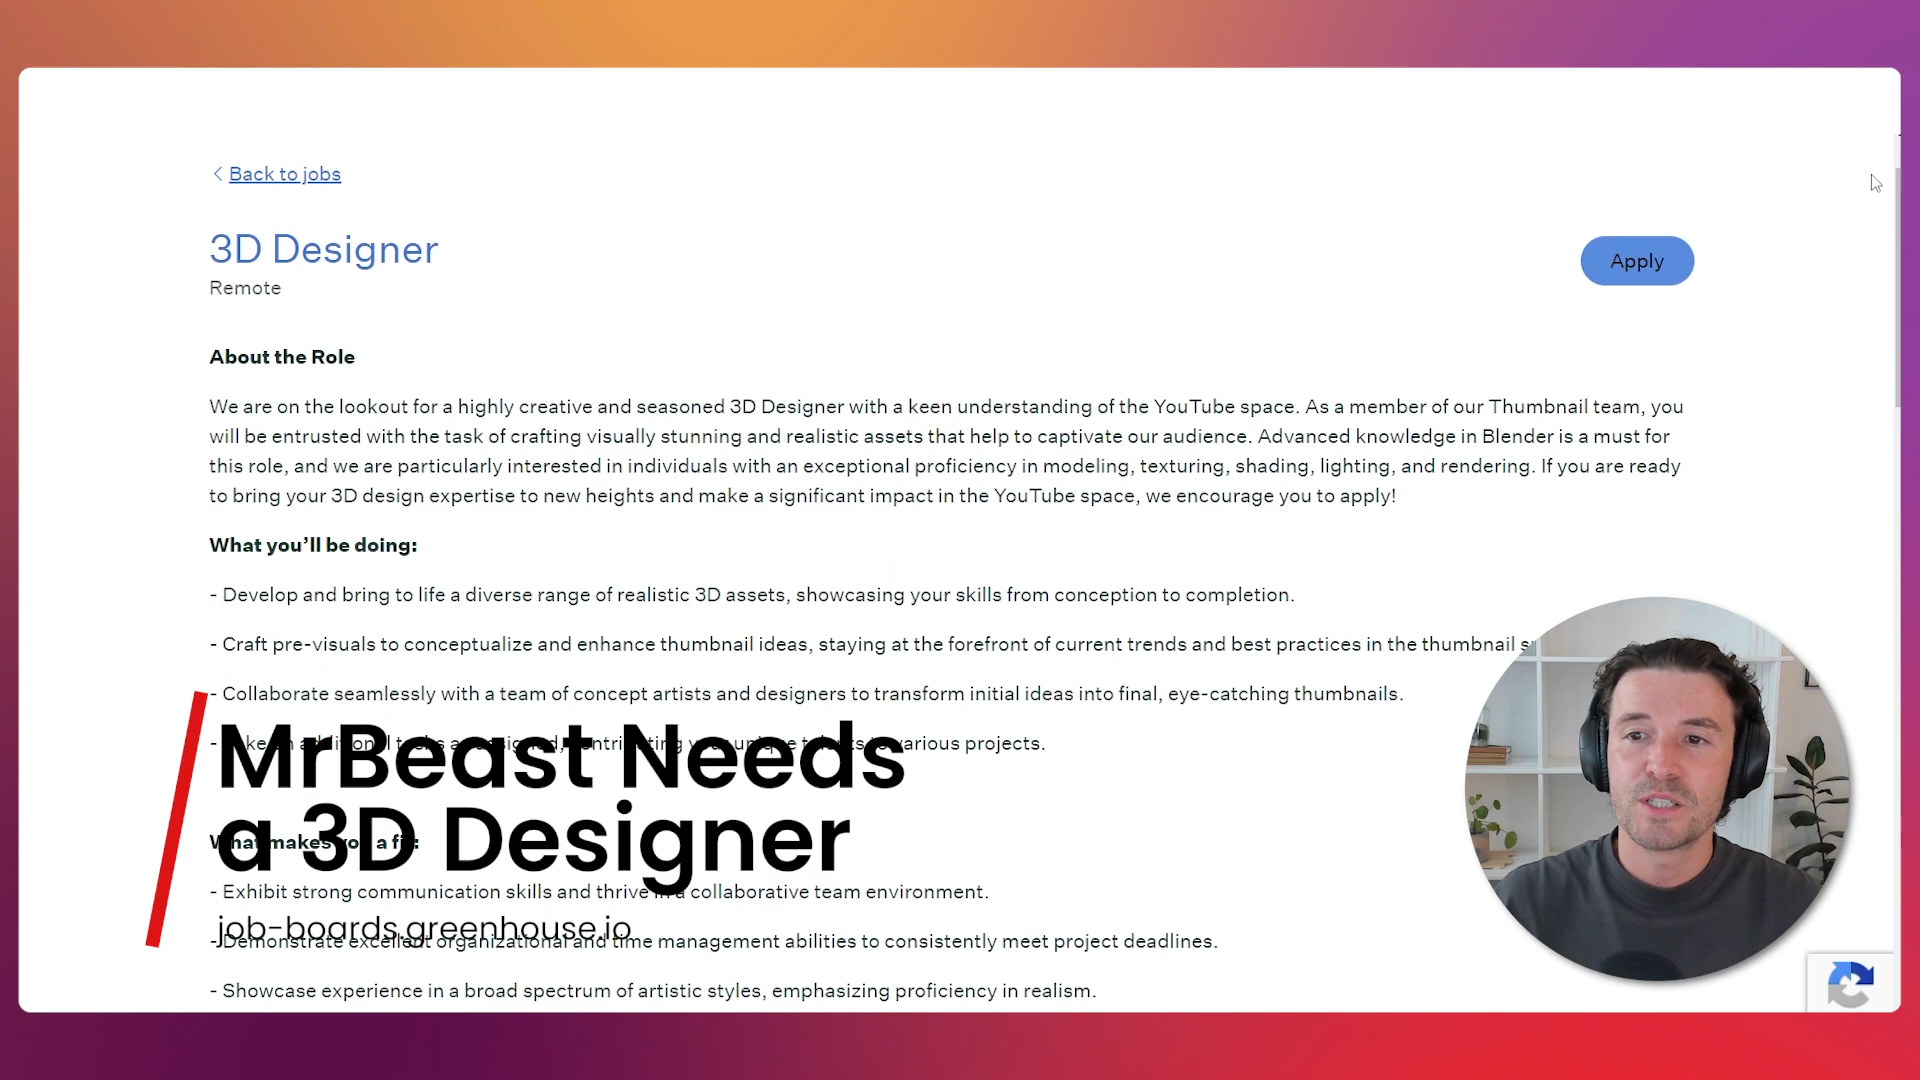 Back to jobs
3D Designer
Apply
Remote
About the Role
We are on the lookout for a highly creative and seasoned 3D Designer with a keen understanding of the YouTube space. As a member of our Thumbnail team, you
will be entrusted with the task of crafting visually stunning and realistic assets that help to captivate our audience. Advanced knowledge in Blender is a must for
this role, and we are particularly interested in individuals with an exceptional proficiency in modeling, texturing, shading, lighting, and rendering. If you are ready
to bring your 3D design expertise to new heights and make a significant impact in the YouTube space, we encourage you to apply!
What you’ll be doing:
- Develop and bring to life a diverse range of realistic 3D assets, showcasing your skills from conception to completion.
- Craft pre-visuals to conceptualize and enhance thumbnail ideas, staying at the forefront of current trends and best practices in the thumbnail
- Collaborate seamlessly with a team of concept artists and designers to transform initial ideas into final, eye-catching thumbnails.
- various projects.
MrBeast Needs
a 3D Designer
What makes you a fit:
- Exhibit strong communication skills and thrive in a collaborative team environment.
job-boards.greenhouse.io
- Demonstrate excellent organizational and time management abilities to consistently meet project deadlines.
- Showcase experience in a broad spectrum of artistic styles, emphasizing proficiency in realism.